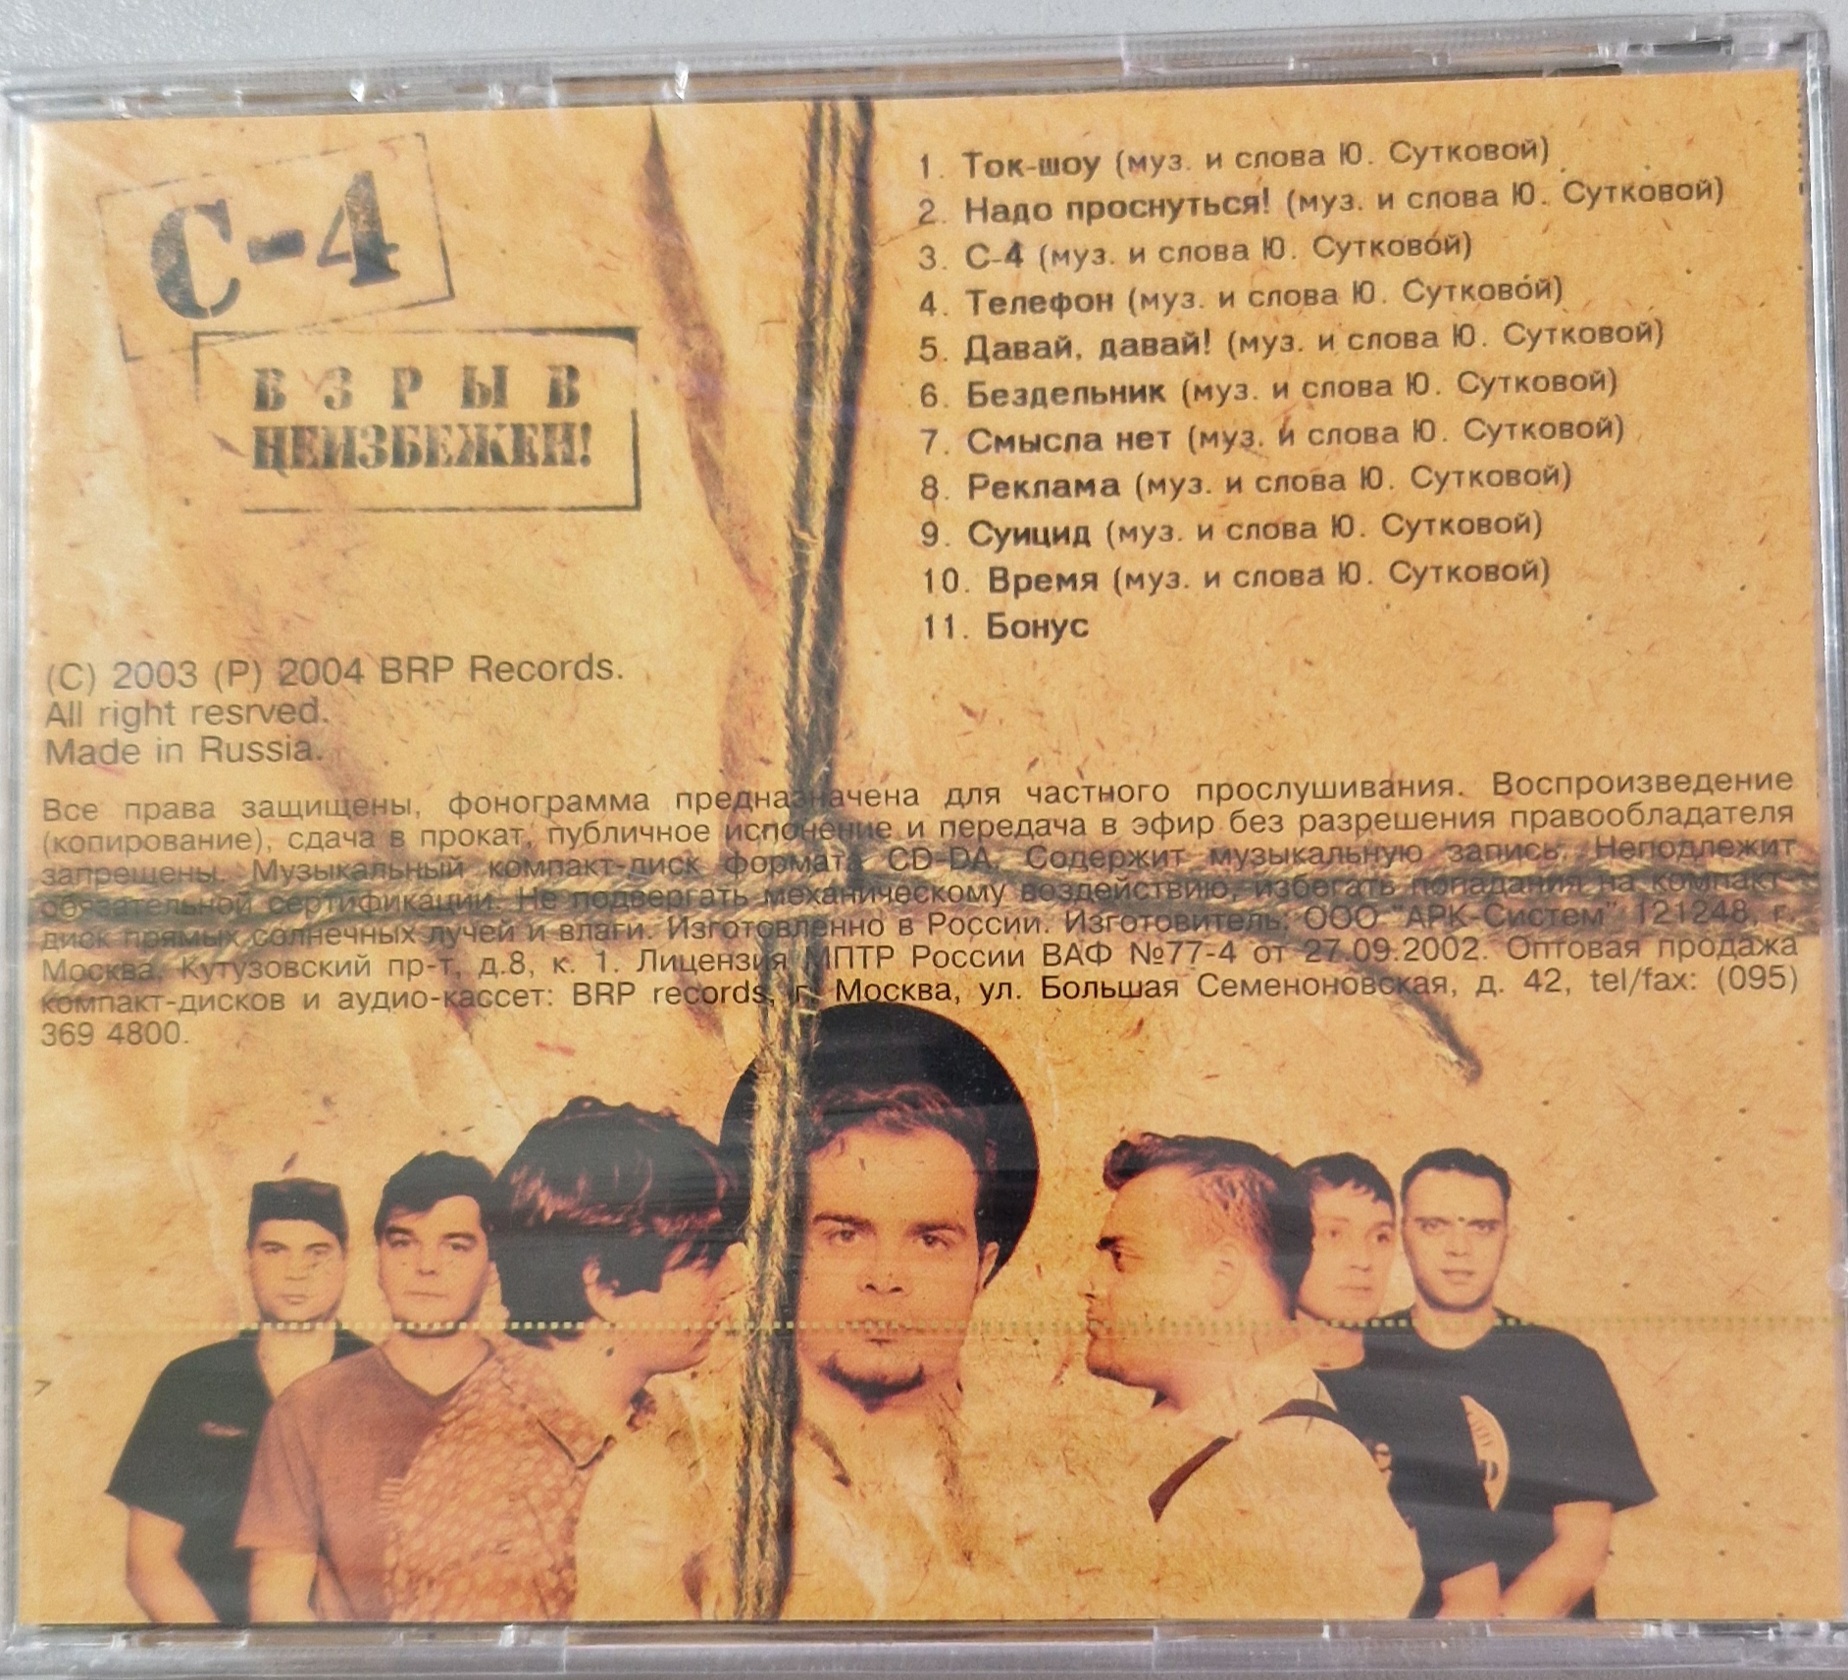 С-4
ВЗРЫВ
НЕИЗБЕЖЕН!
1. Ток-шоу (муз. и слова Ю. Сутковой)
2. Надо проснуться! (муз. и слова Ю. Сутковой)
3. С-4 (муз. и слова Ю. Сутковой)
4. Телефон (муз. и слова Ю. Сутковой)
5. Давай, давай! (муз. и слова Ю. Сутковой)
6. Бездельник (муз. и слова Ю. Сутковой)
7. Смысла нет (муз. и слова Ю. Сутковой)
8. Реклама (муз. и слова Ю. Сутковой)
9. Суицид (муз. и слова Ю. Сутковой)
10. Время (муз. и слова Ю. Сутковой)
11. Бонус
(C) 2003 (P) 2004 BRP Records.
All right resrved.
Made in Russia.
Все права защищены, фонограмма предназначена для частного прослушивания. Воспроизведение
(копирование), сдача в прокат, публичное испонение и передача в эфир без разрешения правообладателя
запрещены. Музыкальный компакт-диск формата CD-DA. Содержит музыкальную запись. Неподлежит
обязательной сертификации. Не подвергать механическому воздействию, избегать попадания на компакт-
диск прямых солнечных лучей и влаги. Изготовленно в России. Изготовитель: ООО "АРК-Систем" 121248, г.
Москва, Кутузовский пр-т, д.8, к. 1. Лицензия МПТР России ВАФ №77-4 от 27.09.2002. Оптовая продажа
компакт-дисков и аудио-кассет: BRP records, г. Москва, ул. Большая Семеноновская, д. 42, tel/fax: (095)
369 4800.